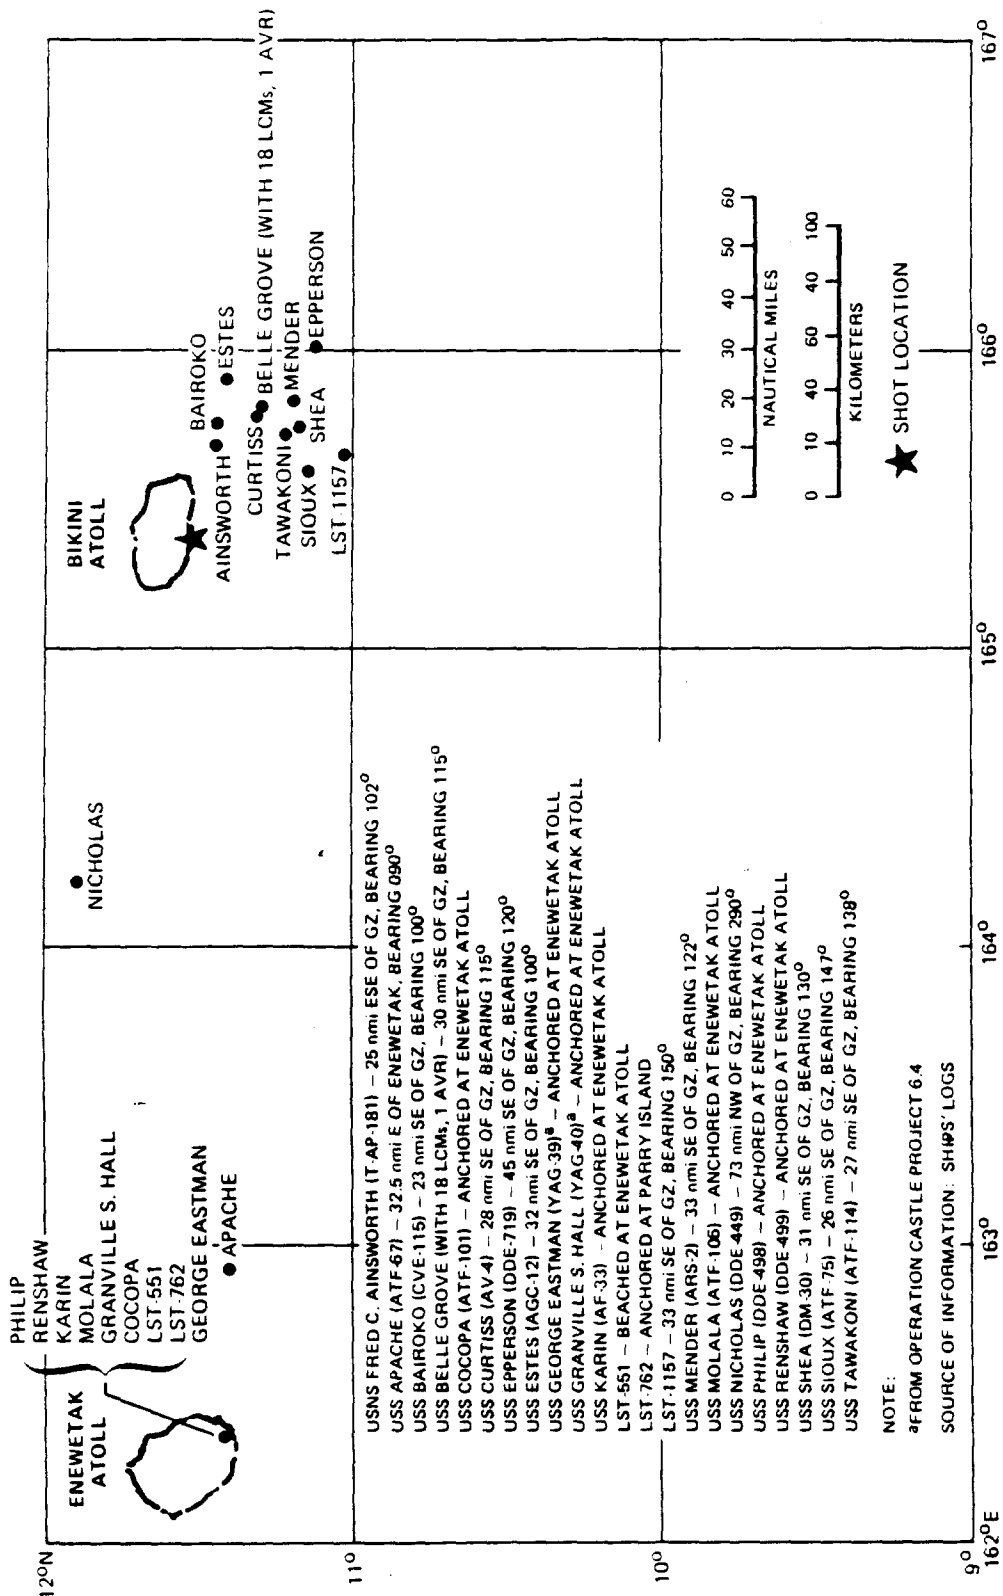 PHILIP
RENSHAW
KARIN
MOLALA
GRANVILLE S. HALL
COCOPA
LST-551
LST-762
GEORGE EASTMAN
ENEWETAK
ATOLL
APACHE
NICHOLAS
BIKINI
ATOLL
AINSWORTH
BAIROKO
ESTES
CURTISS
BELLE GROVE (WITH 18 LCMs, 1 AVR)
TAWAKONI
MENDER
SIOUX
SHEA
EPPERSON
LST-1157
USNS FRED C. AINSWORTH (T-AP-181) – 25 nmi ESE OF GZ, BEARING 102°
USS APACHE (ATF-67) – 32.5 nmi E OF ENEWETAK, BEARING 090°
USS BAIROKO (CVE-115) – 23 nmi SE OF GZ, BEARING 100°
USS BELLE GROVE (WITH 18 LCMs, 1 AVR) – 30 nmi SE OF GZ, BEARING 115°
USS COCOPA (ATF-101) – ANCHORED AT ENEWETAK ATOLL
USS CURTISS (AV-4) – 28 nmi SE OF GZ, BEARING 115°
USS EPPERSON (DDE-719) – 45 nmi SE OF GZ, BEARING 120°
USS ESTES (AGC-12) – 32 nmi SE OF GZ, BEARING 100°
USS GEORGE EASTMAN (YAG-39)ᵃ – ANCHORED AT ENEWETAK ATOLL
USS GRANVILLE S. HALL (YAG-40)ᵃ – ANCHORED AT ENEWETAK ATOLL
USS KARIN (AF-33) – ANCHORED AT ENEWETAK ATOLL
LST-551 – BEACHED AT ENEWETAK ATOLL
LST-762 – ANCHORED AT PARRY ISLAND
LST-1157 – 33 nmi SE OF GZ, BEARING 150°
USS MENDER (ARS-2) – 33 nmi SE OF GZ, BEARING 122°
USS MOLALA (ATF-106) – ANCHORED AT ENEWETAK ATOLL
USS NICHOLAS (DDE-449) – 73 nmi NW OF GZ, BEARING 290°
USS PHILIP (DDE-498) – ANCHORED AT ENEWETAK ATOLL
USS RENSHAW (DDE-499) – ANCHORED AT ENEWETAK ATOLL
USS SHEA (DM-30) – 31 nmi SE OF GZ, BEARING 130°
USS SIOUX (ATF-75) – 26 nmi SE OF GZ, BEARING 147°
USS TAWAKONI (ATF-114) – 27 nmi SE OF GZ, BEARING 138°
NOTE:
ᵃFROM OPERATION CASTLE PROJECT 6.4
SOURCE OF INFORMATION: SHIPS' LOGS
0 10 20 30 40 50 60
NAUTICAL MILES
0 10 40 60 40 100
KILOMETERS
SHOT LOCATION
12°N
11°
10°
9°
162°E
163°
164°
165°
166°
167°